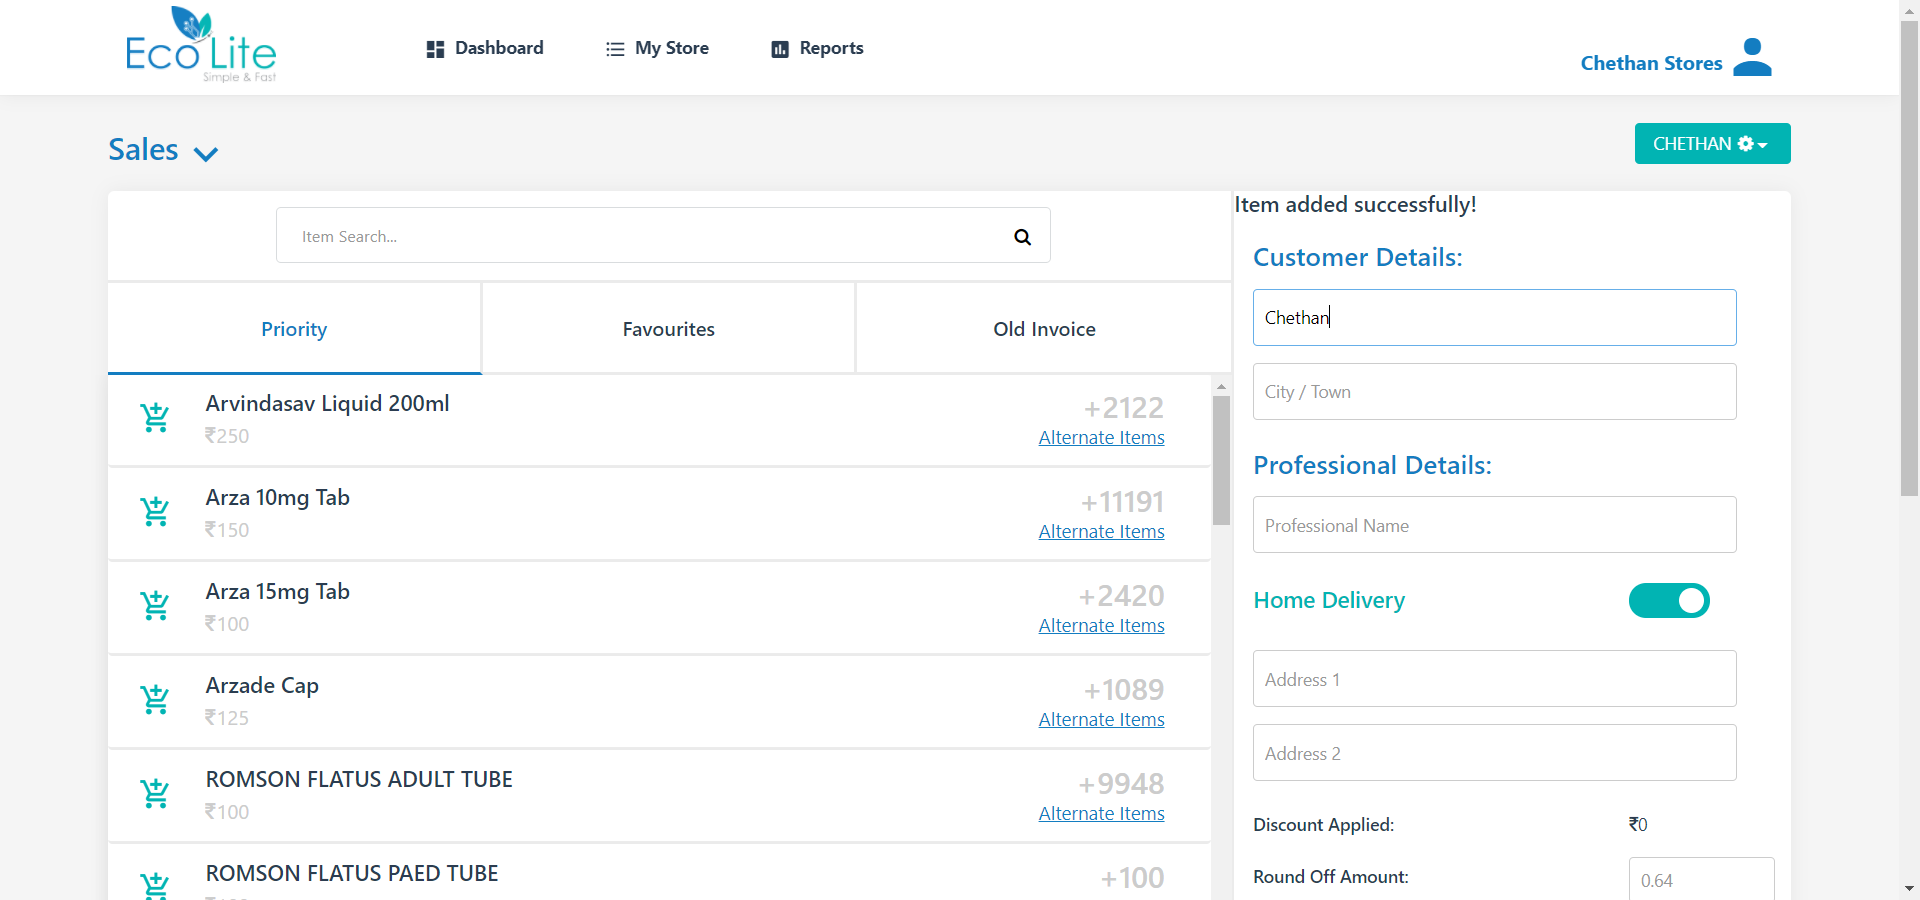 Eco Lite
Simple & Fast
Dashboard
My Store
Reports
Chethan Stores
Sales
CHETHAN
Item Search...
Priority
Favourites
Old Invoice
Arvindasav Liquid 200ml
₹250
+2122
Alternate Items
Arza 10mg Tab
₹150
+11191
Alternate Items
Arza 15mg Tab
₹100
+2420
Alternate Items
Arzade Cap
₹125
+1089
Alternate Items
ROMSON FLATUS ADULT TUBE
₹100
+9948
Alternate Items
ROMSON FLATUS PAED TUBE
+100
Item added successfully!
Customer Details:
Chethan
City / Town
Professional Details:
Professional Name
Home Delivery
Address 1
Address 2
Discount Applied:
₹0
Round Off Amount:
0.64